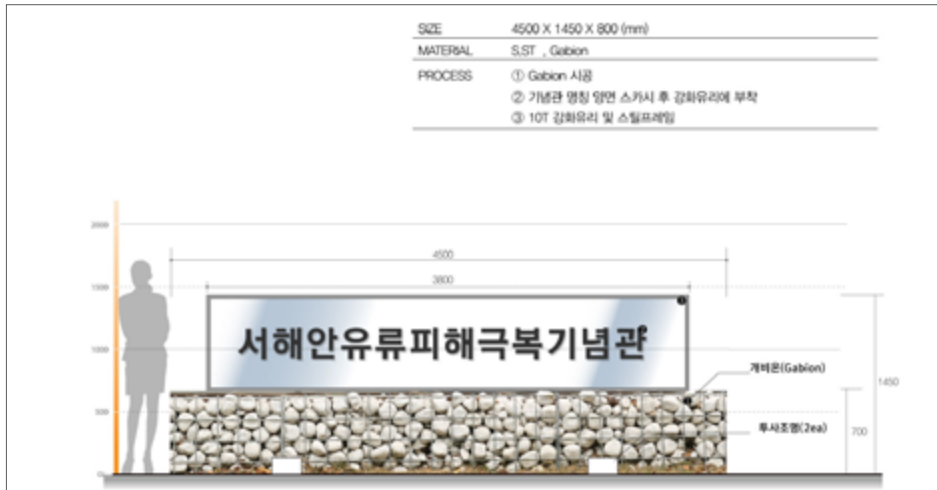 SIZE 4500 X 1450 X 800 (mm)
MATERIAL S,ST , Gabion
PROCESS ① Gabion 시공
② 기념관 명칭 양면 스카시 후 강화유리에 부착
③ 10T 강화유리 및 스틸프레임
2000
4500
1500
3800
서해안유류피해극복기념관
1000
개비온(Gabion)
1450
500
투사조명(2ea)
700
0